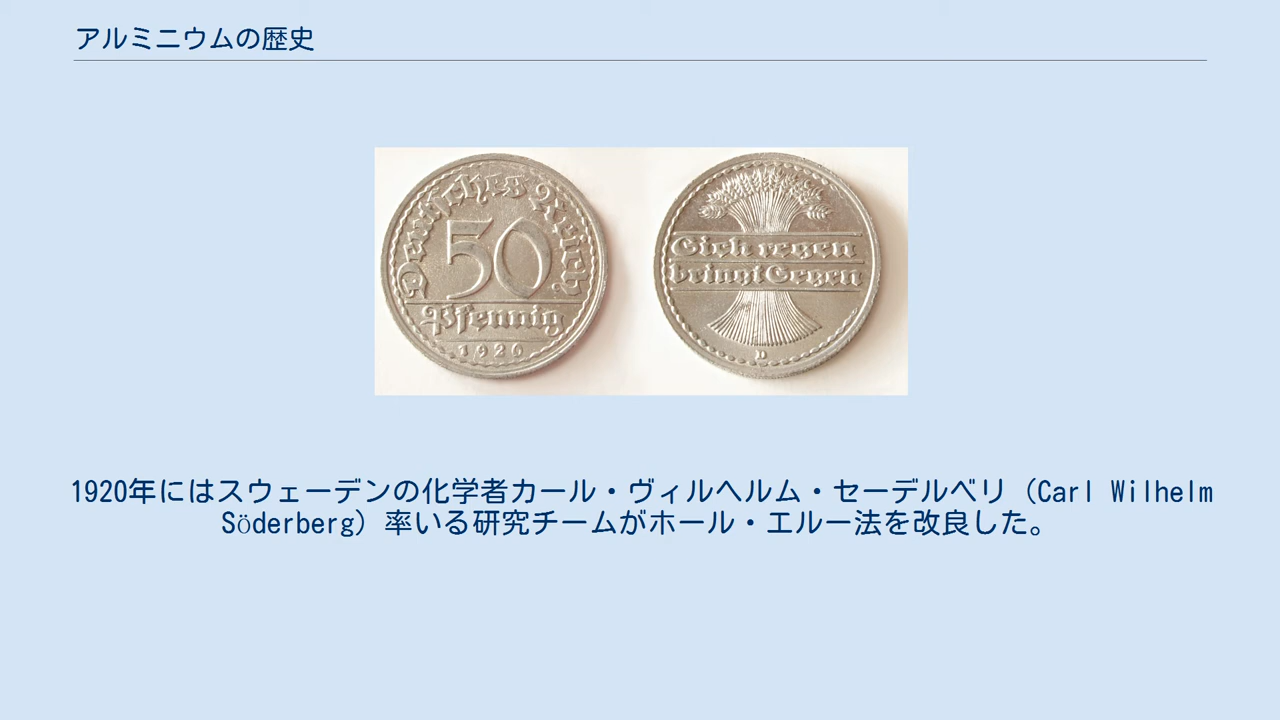 アルミニウムの歴史
Deutsches Reich
50
Pfennig
1920
Sich regen
bringt Segen
D
1920年にはスウェーデンの化学者カール・ヴィルヘルム・セーデルベリ（Carl Wilhelm
Söderberg）率いる研究チームがホール・エルー法を改良した。